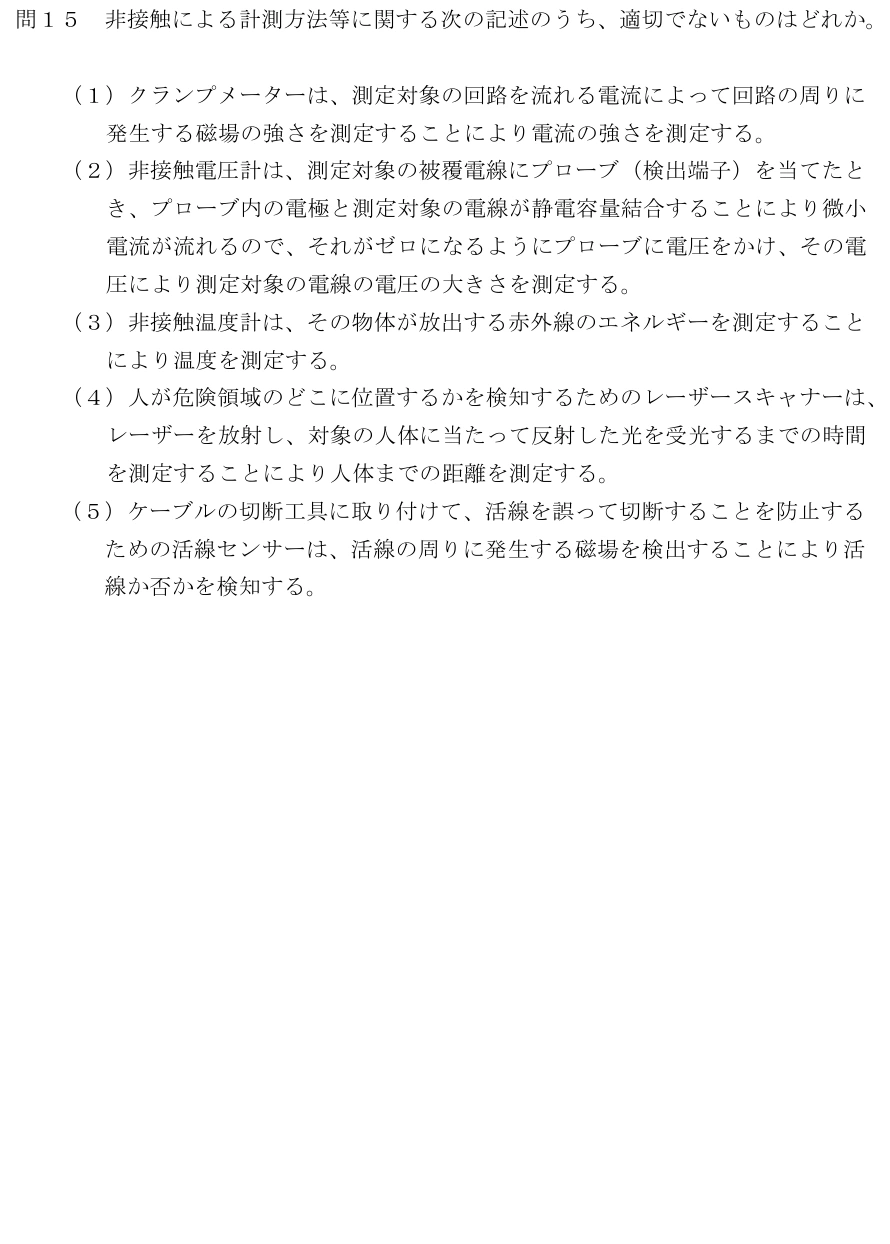 問１５　非接触による計測方法等に関する次の記述のうち、適切でないものはどれか。
（１）クランプメーターは、測定対象の回路を流れる電流によって回路の周りに
発生する磁場の強さを測定することにより電流の強さを測定する。
（２）非接触電圧計は、測定対象の被覆電線にプローブ（検出端子）を当てたと
き、プローブ内の電極と測定対象の電線が静電容量結合することにより微小
電流が流れるので、それがゼロになるようにプローブに電圧をかけ、その電
圧により測定対象の電線の電圧の大きさを測定する。
（３）非接触温度計は、その物体が放出する赤外線のエネルギーを測定すること
により温度を測定する。
（４）人が危険領域のどこに位置するかを検知するためのレーザースキャナーは、
レーザーを放射し、対象の人体に当たって反射した光を受光するまでの時間
を測定することにより人体までの距離を測定する。
（５）ケーブルの切断工具に取り付けて、活線を誤って切断することを防止する
ための活線センサーは、活線の周りに発生する磁場を検出することにより活
線か否かを検知する。